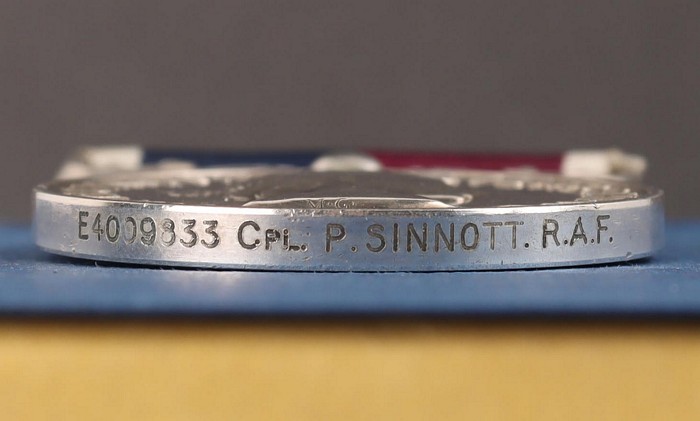 M·G·
E4009833 CPL. P. SINNOTT. R.A.F.